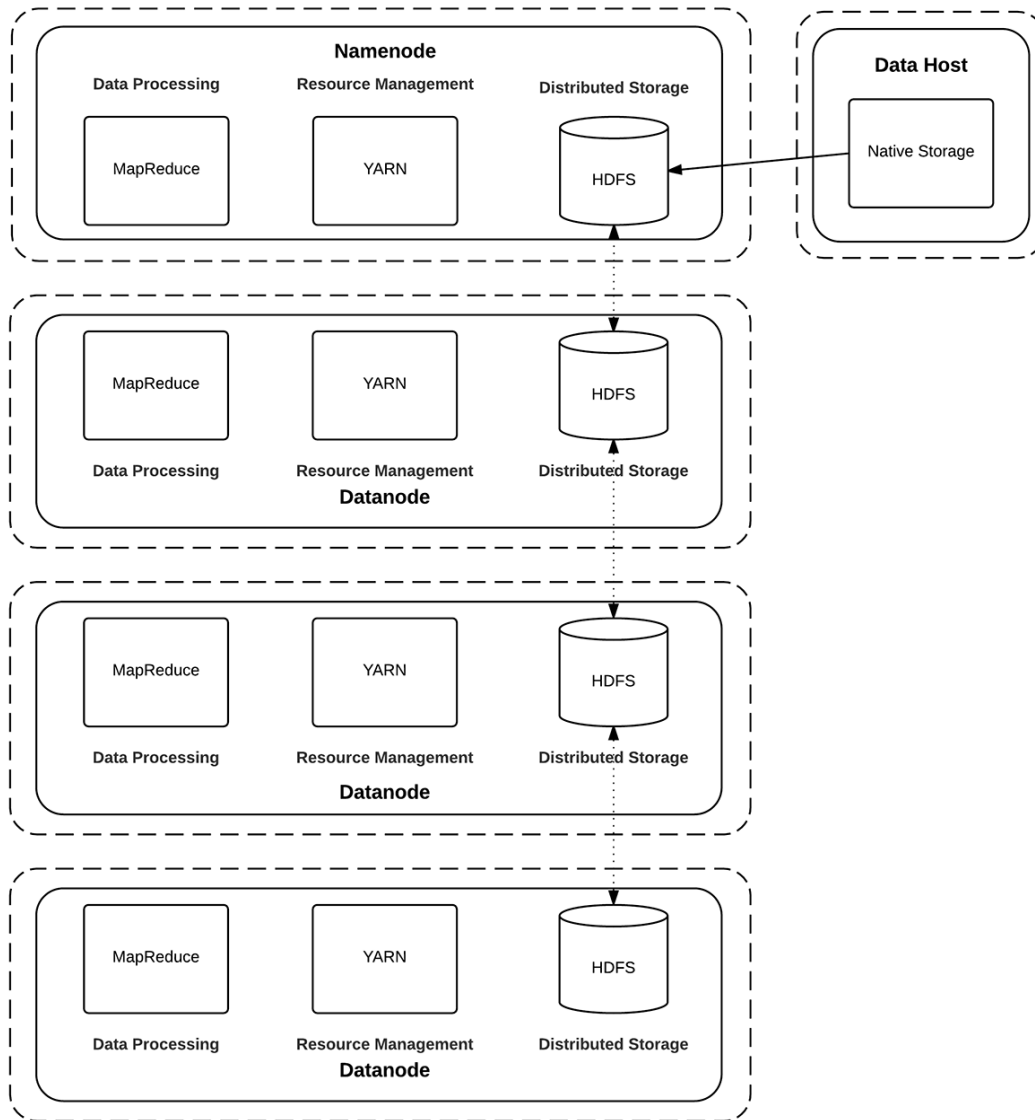 Namenode
Data Host
Data Processing
Resource Management
Distributed Storage
MapReduce
YARN
HDFS
Native Storage
MapReduce
YARN
HDFS
Data Processing
Resource Management
Distributed Storage
Datanode
MapReduce
YARN
HDFS
Data Processing
Resource Management
Distributed Storage
Datanode
MapReduce
YARN
HDFS
Data Processing
Resource Management
Distributed Storage
Datanode